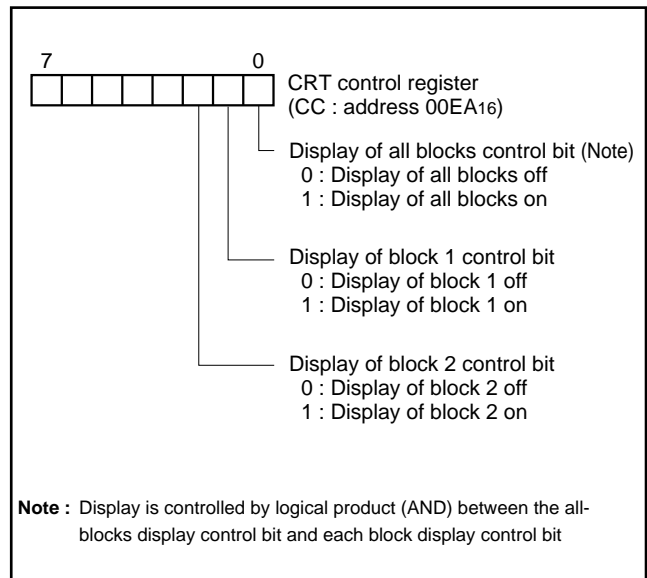 7 0
CRT control register
(CC : address 00EA16)
Display of all blocks control bit (Note)
0 : Display of all blocks off
1 : Display of all blocks on
Display of block 1 control bit
0 : Display of block 1 off
1 : Display of block 1 on
Display of block 2 control bit
0 : Display of block 2 off
1 : Display of block 2 on
Note : Display is controlled by logical product (AND) between the all-
blocks display control bit and each block display control bit